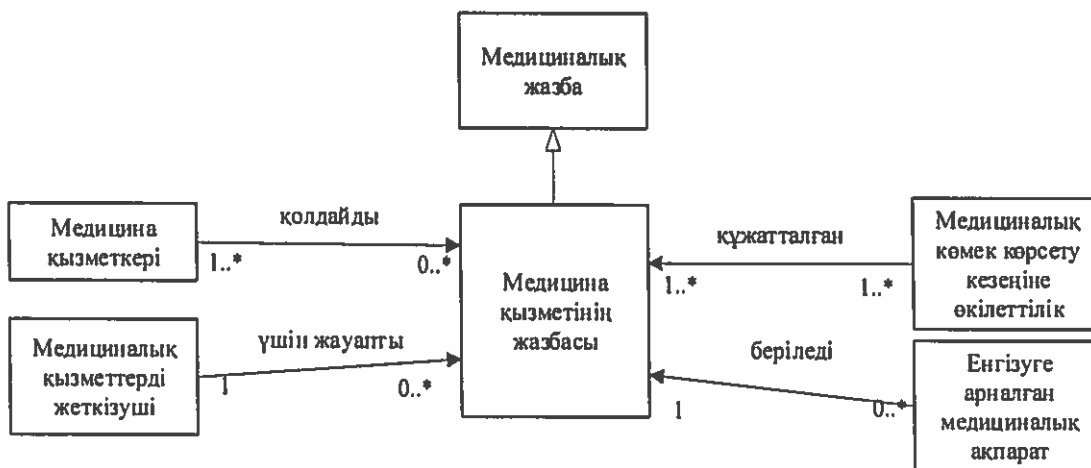 Медициналық
жазба
Медицина
қызметкері
қолдайды
1..*
0..*
Медициналық
қызметтерді
жеткізуші
үшін жауапты
1
0..*
Медицина
қызметінің
жазбасы
құжатталған
1..*
1..*
Медициналық
көмек көрсету
кезеңіне
өкілеттілік
беріледі
1
0..*
Енгізуге
арналған
медициналық
ақпарат